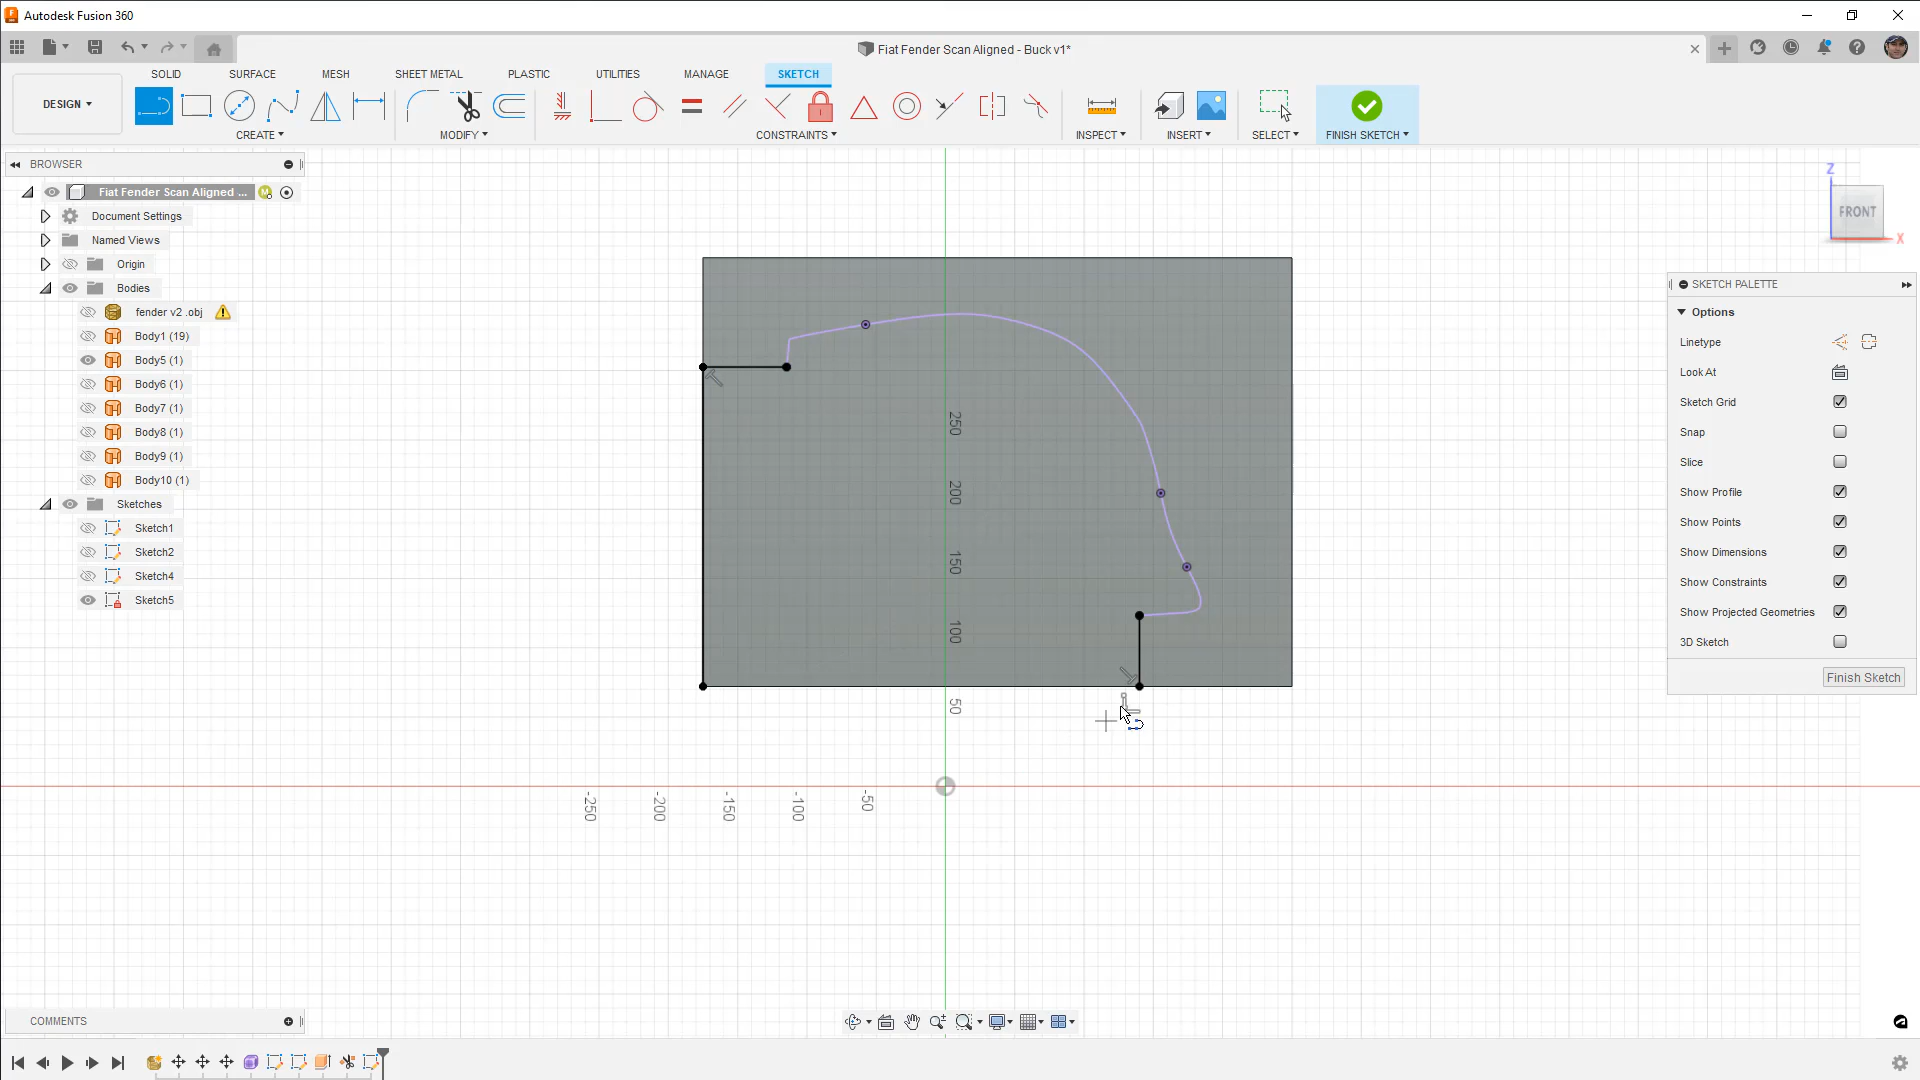 Autodesk Fusion 360
Fiat Fender Scan Aligned - Buck v1*
SOLID SURFACE MESH SHEET METAL PLASTIC UTILITIES MANAGE SKETCH
DESIGN
CREATE MODIFY CONSTRAINTS INSPECT INSERT SELECT FINISH SKETCH
BROWSER
Fiat Fender Scan Aligned ...
Document Settings
Named Views
Origin
Bodies
fender v2 .obj
Body1 (19)
Body5 (1)
Body6 (1)
Body7 (1)
Body8 (1)
Body9 (1)
Body10 (1)
Sketches
Sketch1
Sketch2
Sketch4
Sketch5
250
200
150
100
50
-250 -200 -150 -100 -50
Z
FRONT
X
SKETCH PALETTE
Options
Linetype
Look At
Sketch Grid
Snap
Slice
Show Profile
Show Points
Show Dimensions
Show Constraints
Show Projected Geometries
3D Sketch
Finish Sketch
COMMENTS